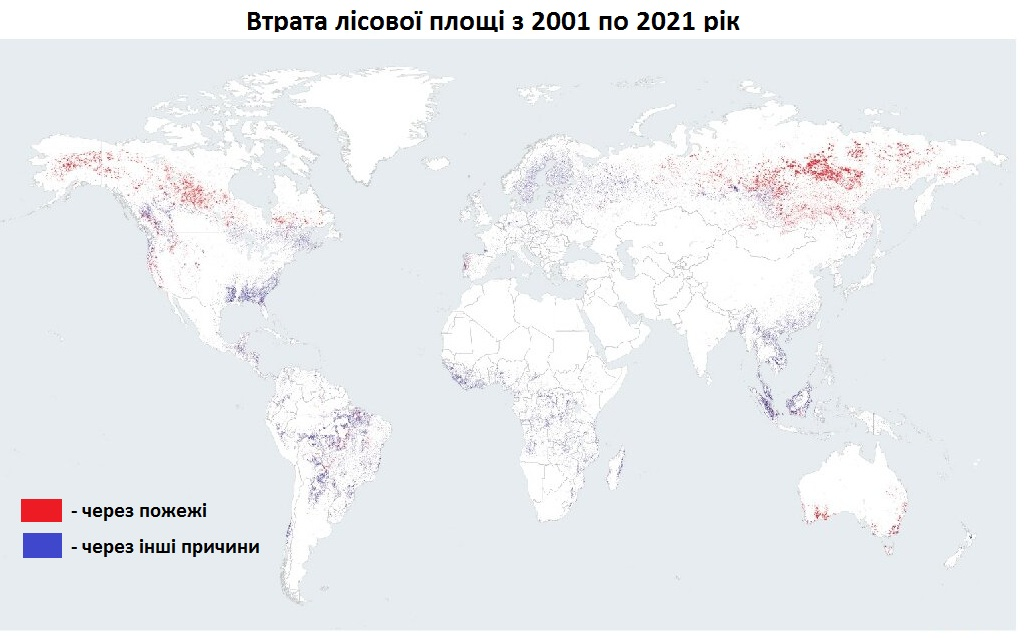 Втрата лісової площі з 2001 по 2021 рік
- через пожежі
- через інші причини